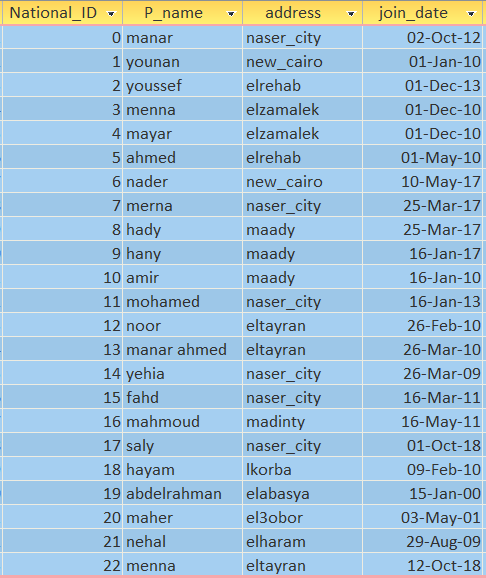 National_ID P_name address join_date
0 manar naser_city 02-Oct-12
1 younan new_cairo 01-Jan-10
2 youssef elrehab 01-Dec-13
3 menna elzamalek 01-Dec-10
4 mayar elzamalek 01-Dec-10
5 ahmed elrehab 01-May-10
6 nader new_cairo 10-May-17
7 merna naser_city 25-Mar-17
8 hady maady 25-Mar-17
9 hany maady 16-Jan-17
10 amir maady 16-Jan-10
11 mohamed naser_city 16-Jan-13
12 noor eltayran 26-Feb-10
13 manar ahmed eltayran 26-Mar-10
14 yehia naser_city 26-Mar-09
15 fahd naser_city 16-Mar-11
16 mahmoud madinty 16-May-11
17 saly naser_city 01-Oct-18
18 hayam lkorba 09-Feb-10
19 abdelrahman elabasya 15-Jan-00
20 maher el3obor 03-May-01
21 nehal elharam 29-Aug-09
22 menna eltayran 12-Oct-18